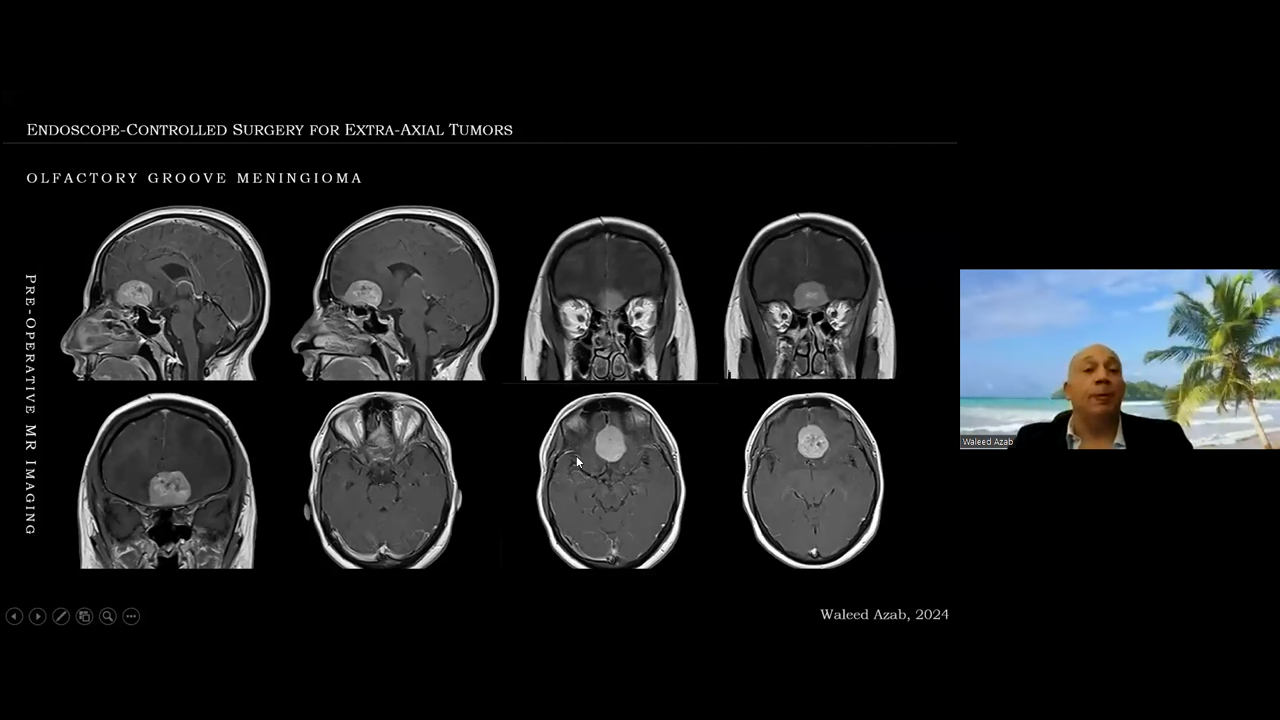 Endoscope-Controlled Surgery for Extra-Axial Tumors
OLFACTORY GROOVE MENINGIOMA
Pre-operative MR Imaging
Waleed Azab
Waleed Azab, 2024